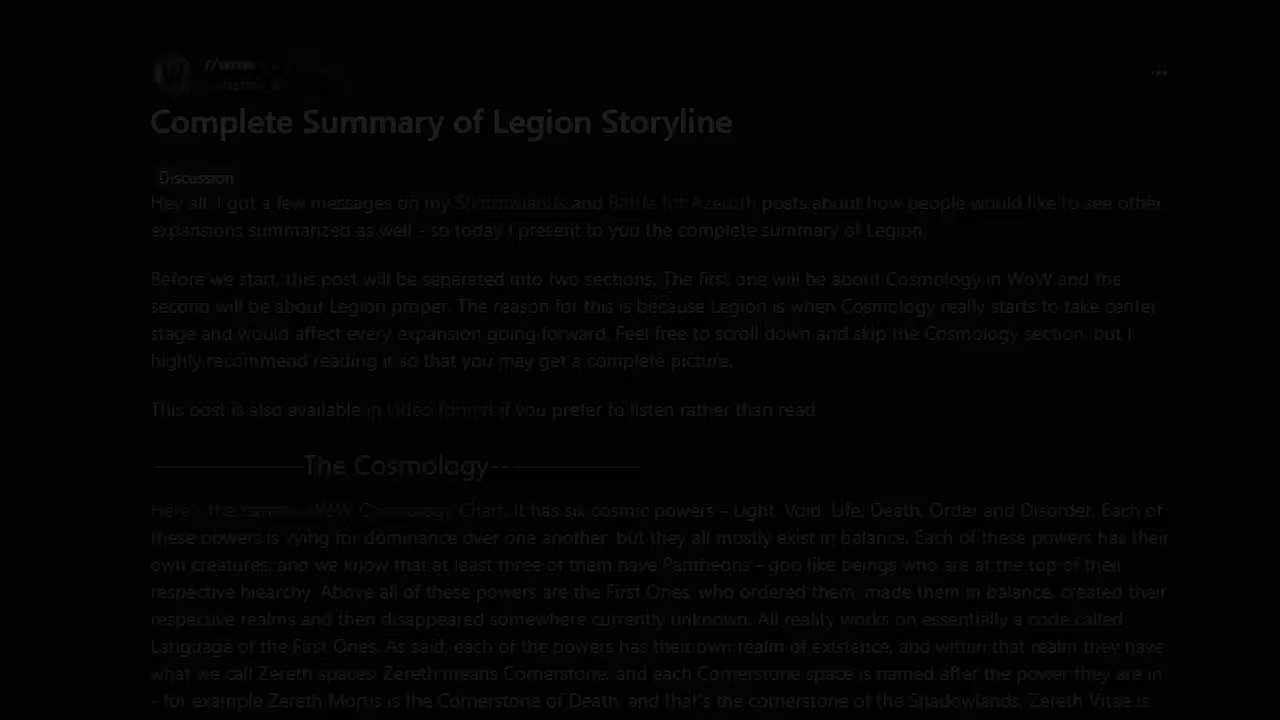 r/wow
Complete Summary of Legion Storyline
Discussion
Hey all, I got a few messages on my Shadowlands and Battle for Azeroth posts about how people would like to see other
expansions summarized as well - so today I present to you the complete summary of Legion.
Before we start, this post will be separated into two sections. The first one will be about Cosmology in WoW and the
second will be about Legion proper. The reason for this is because Legion is when Cosmology really starts to take center
stage and would affect every expansion going forward. Feel free to scroll down and skip the Cosmology section, but I
highly recommend reading it so that you may get a complete picture.
This post is also available in video format if you prefer to listen rather than read
——————The Cosmology--——————
Here's the famous WoW Cosmology Chart. It has six cosmic powers - Light, Void, Life, Death, Order and Disorder. Each of
these powers is vying for dominance over one another, but they all mostly exist in balance. Each of these powers has their
own creatures, and we know that at least three of them have Pantheons - god like beings who are at the top of their
respective hiearchy. Above all of these powers are the First Ones, who ordered them, made them in balance, created their
respective realms and then disappeared somewhere currently unknown. All reality works on essentially a code called
Language of the First Ones. As said, each of the powers has their own realm of existence, and within that realm they have
what we call Zereth spaces. Zereth means Cornerstone, and each Cornerstone space is named after the power they are in
- for example Zereth Mortis is the Cornerstone of Death, and that's the cornerstone of the Shadowlands. Zereth Vitae is